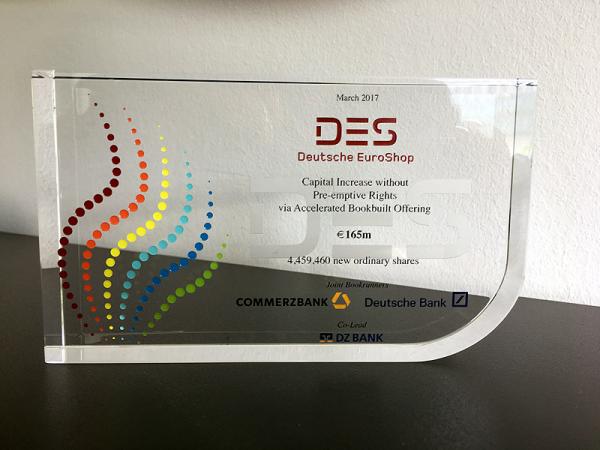 March 2017
DES
Deutsche EuroShop
Capital Increase without
Pre-emptive Rights
via Accelerated Bookbuilt Offering
€165m
DES
4,459,460 new ordinary shares
Joint Bookrunners
COMMERZBANK Deutsche Bank
Co-Lead
DZ BANK